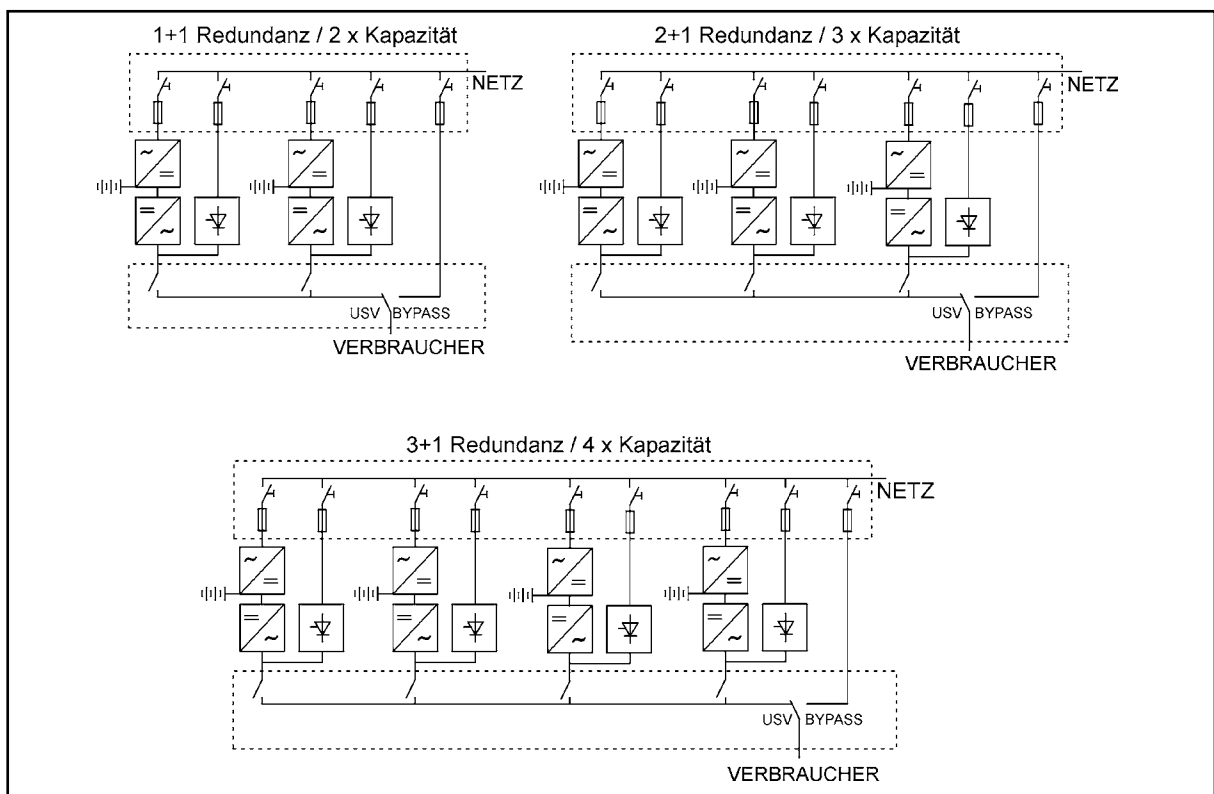 1+1 Redundanz / 2 x Kapazität
NETZ
USV BYPASS
VERBRAUCHER
2+1 Redundanz / 3 x Kapazität
NETZ
USV BYPASS
VERBRAUCHER
3+1 Redundanz / 4 x Kapazität
NETZ
USV BYPASS
VERBRAUCHER